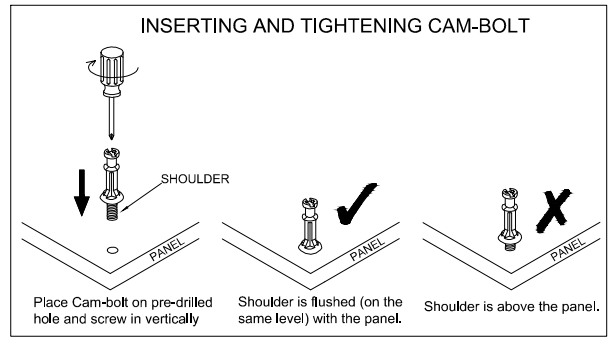 INSERTING AND TIGHTENING CAM-BOLT
SHOULDER
PANEL
Place Cam-bolt on pre-drilled
hole and screw in vertically
PANEL
Shoulder is flushed (on the
same level) with the panel.
PANEL
Shoulder is above the panel.